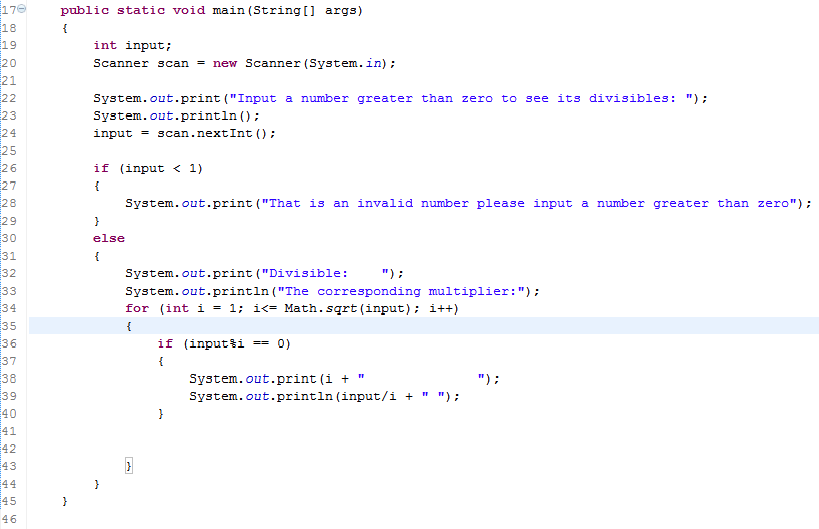 17 public static void main(String[] args)
18 {
19 int input;
20 Scanner scan = new Scanner(System.in);
21
22 System.out.print("Input a number greater than zero to see its divisibles: ");
23 System.out.println();
24 input = scan.nextInt();
25
26 if (input < 1)
27 {
28 System.out.print("That is an invalid number please input a number greater than zero");
29 }
30 else
31 {
32 System.out.print("Divisible:    ");
33 System.out.println("The corresponding multiplier:");
34 for (int i = 1; i<= Math.sqrt(input); i++)
35 {
36 if (input%i == 0)
37 {
38 System.out.print(i + "              ");
39 System.out.println(input/i + " ");
40 }
41
42
43 }
44 }
45 }
46